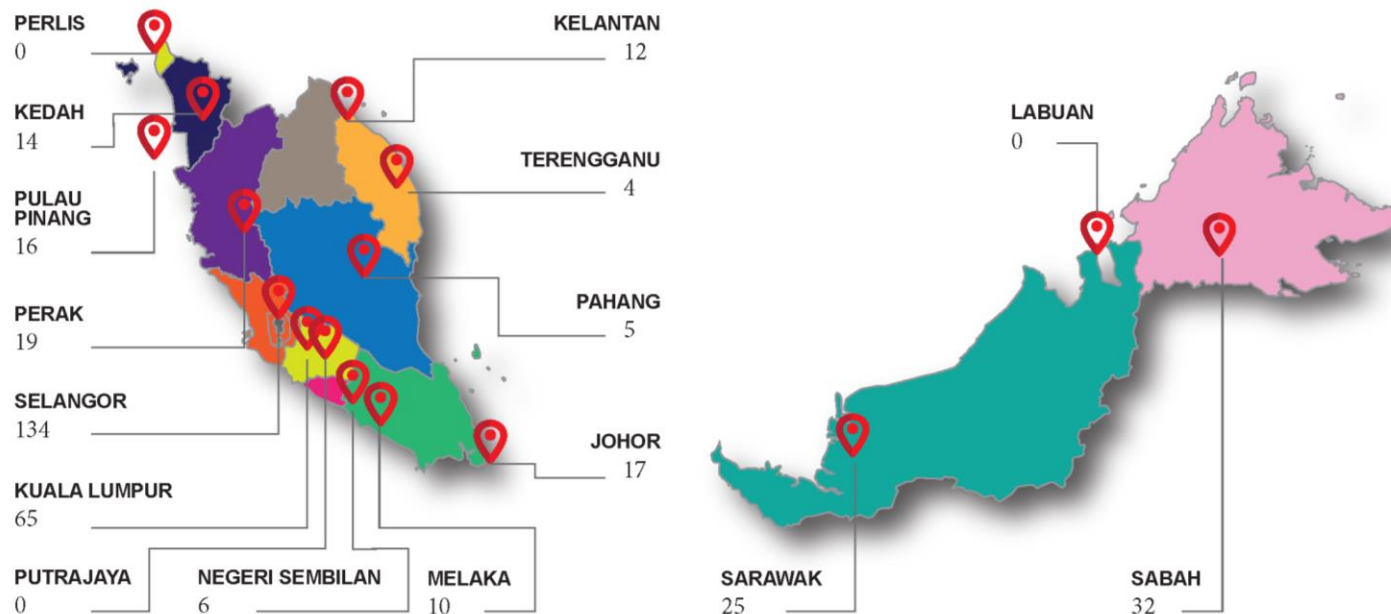 PERLIS
0
KEDAH
14
PULAU
PINANG
16
PERAK
19
SELANGOR
134
KUALA LUMPUR
65
PUTRAJAYA
0
NEGERI SEMBILAN
6
MELAKA
10
KELANTAN
12
TERENGGANU
4
PAHANG
5
JOHOR
17
LABUAN
0
SARAWAK
25
SABAH
32